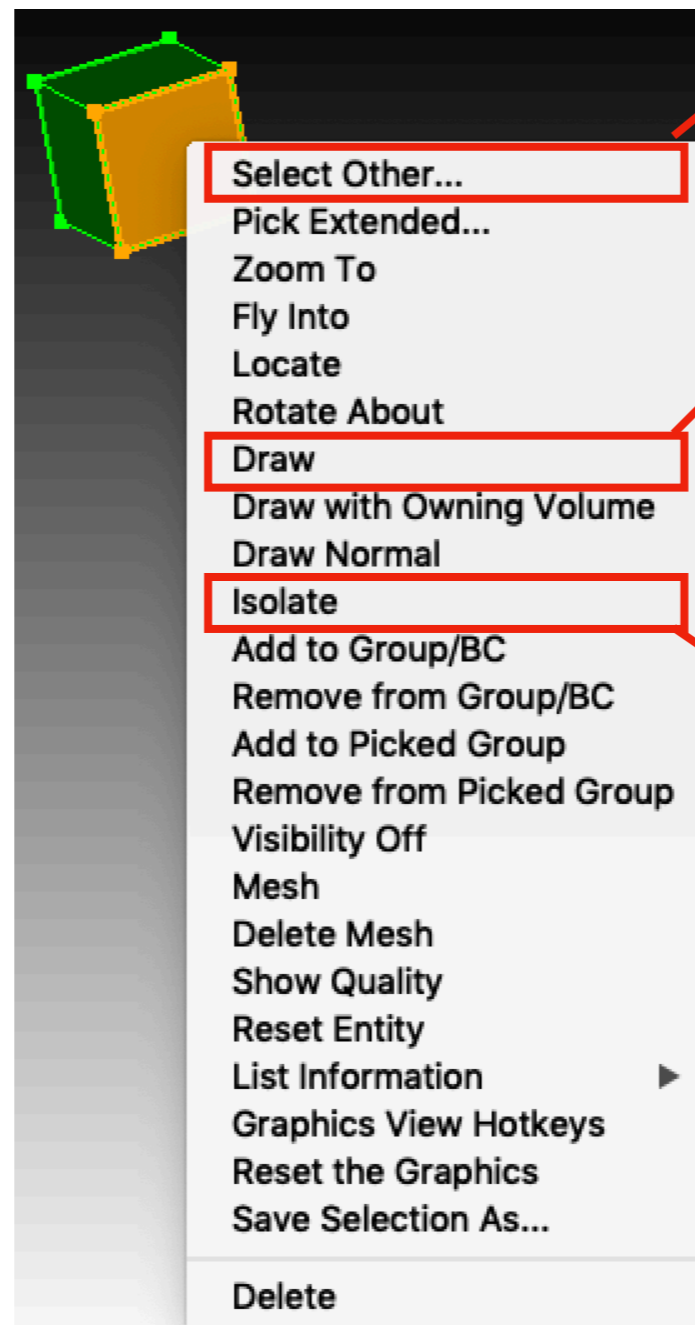 Select Other...
Pick Extended...
Zoom To
Fly Into
Locate
Rotate About
Draw
Draw with Owning Volume
Draw Normal
Isolate
Add to Group/BC
Remove from Group/BC
Add to Picked Group
Remove from Picked Group
Visibility Off
Mesh
Delete Mesh
Show Quality
Reset Entity
List Information
Graphics View Hotkeys
Reset the Graphics
Save Selection As...
Delete